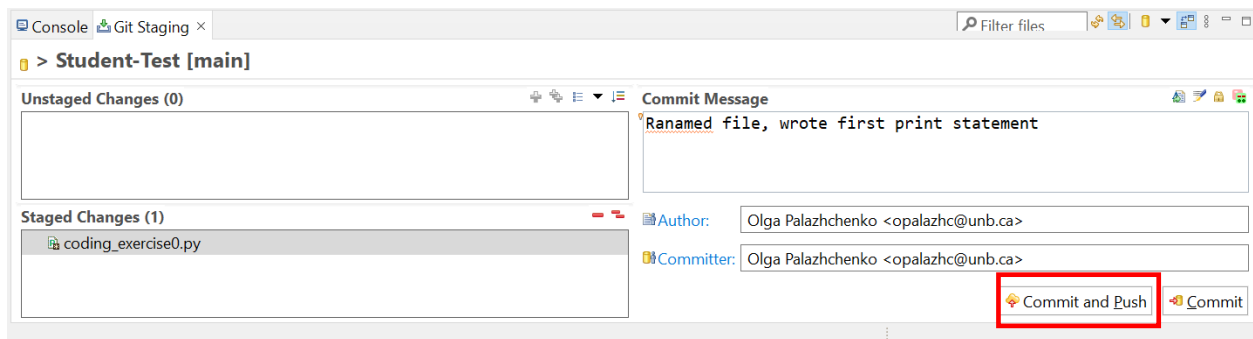 Console Git Staging ×
Filter files
> Student-Test [main]
Unstaged Changes (0)
Commit Message
Ranamed file, wrote first print statement
Staged Changes (1)
coding_exercise0.py
Author: Olga Palazhchenko <opalazhc@unb.ca>
Committer: Olga Palazhchenko <opalazhc@unb.ca>
Commit and Push Commit